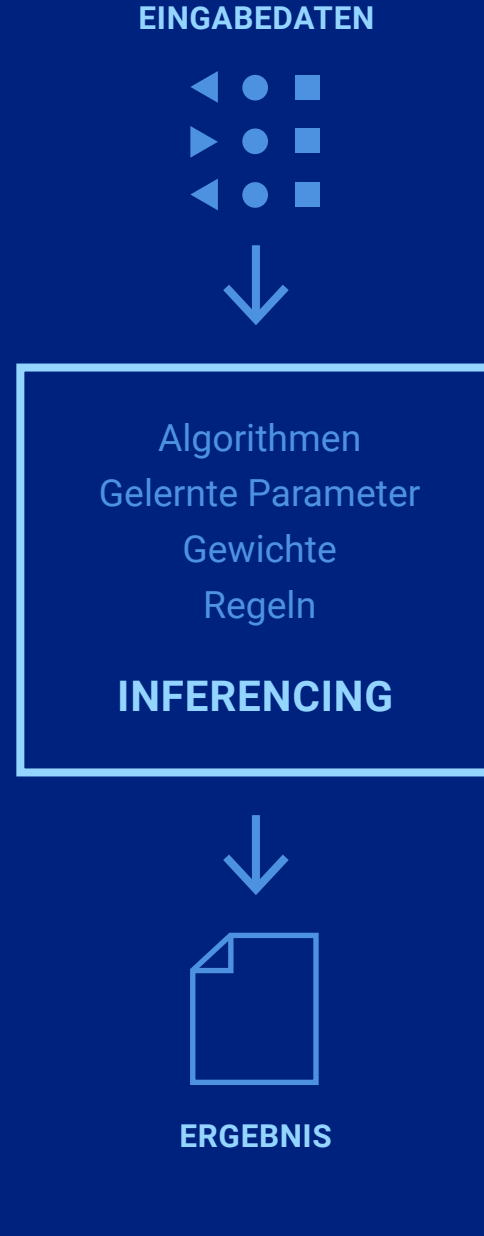 EINGABEDATEN
Algorithmen
Gelernte Parameter
Gewichte
Regeln
INFERENCING
ERGEBNIS